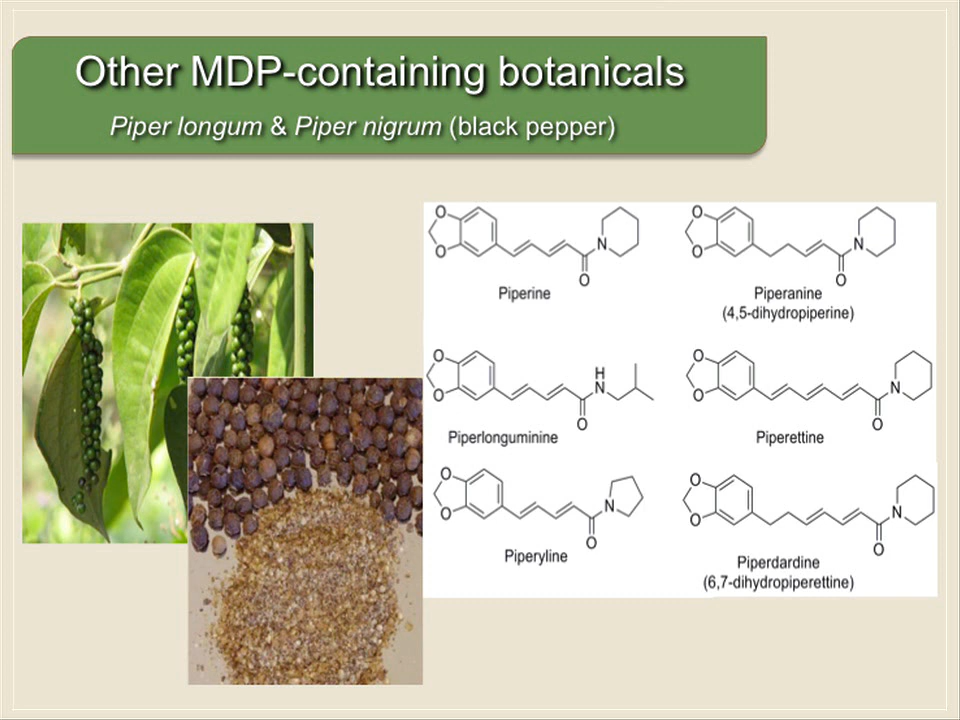 Other MDP-containing botanicals
Piper longum & Piper nigrum (black pepper)
O
O
N
O
Piperine
O
O
N
O
Piperanine
(4,5-dihydropiperine)
O
O
H
N
O
Piperlonguminine
O
O
N
O
Piperettine
O
O
N
O
Piperyline
O
O
N
O
Piperdardine
(6,7-dihydropiperettine)